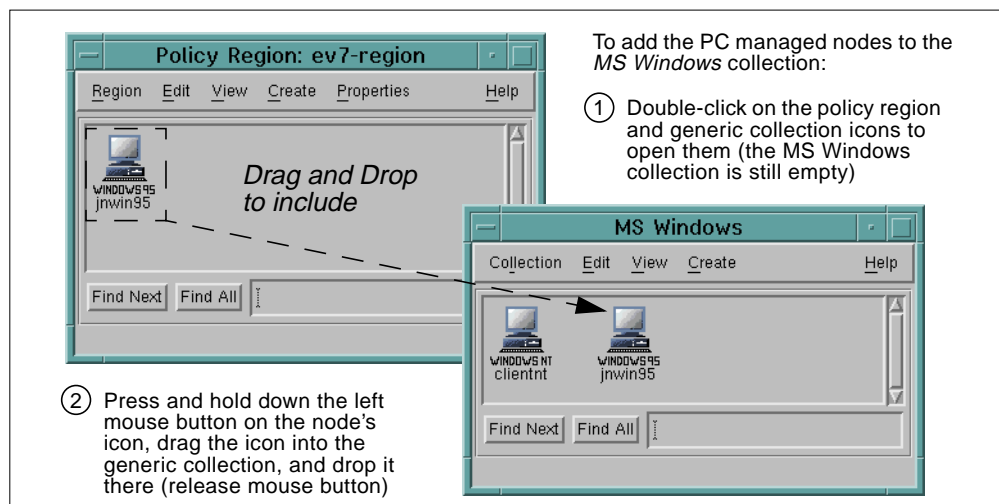 Policy Region: ev7-region
Region Edit View Create Properties Help
WINDOWS 95
jnwin95
Drag and Drop
to include
Find Next Find All
To add the PC managed nodes to the
MS Windows collection:
1 Double-click on the policy region
and generic collection icons to
open them (the MS Windows
collection is still empty)
MS Windows
Collection Edit View Create Help
WINDOWS NT
clientnt
WINDOWS 95
jnwin95
Find Next Find All
2 Press and hold down the left
mouse button on the node's
icon, drag the icon into the
generic collection, and drop it
there (release mouse button)